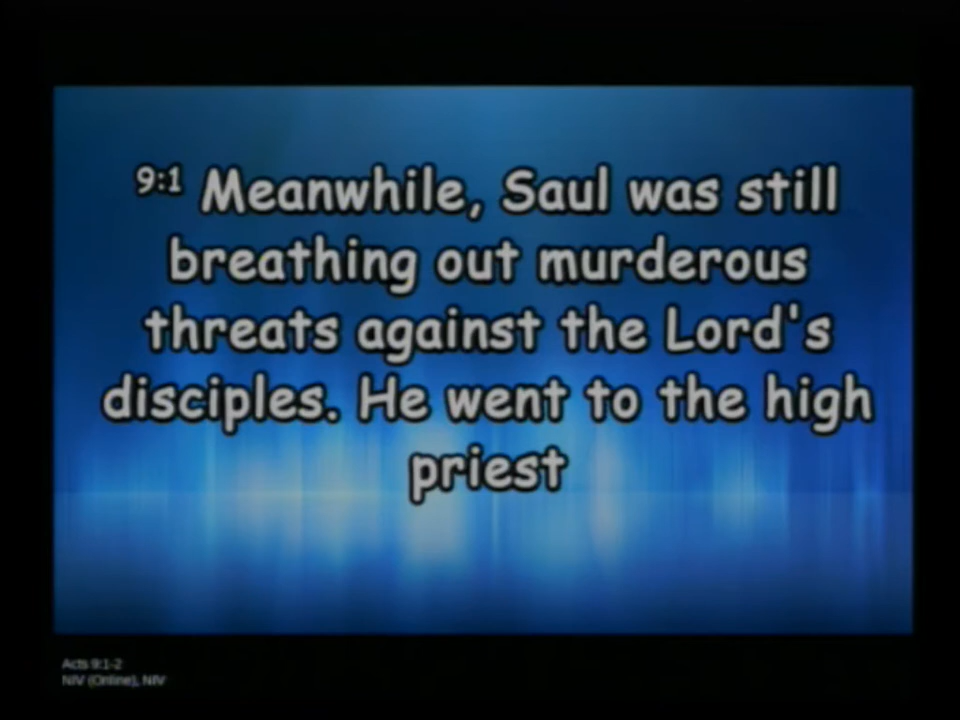 9:1 Meanwhile, Saul was still
breathing out murderous
threats against the Lord's
disciples. He went to the high
priest
Acts 9:1-2
NIV (Online), NIV